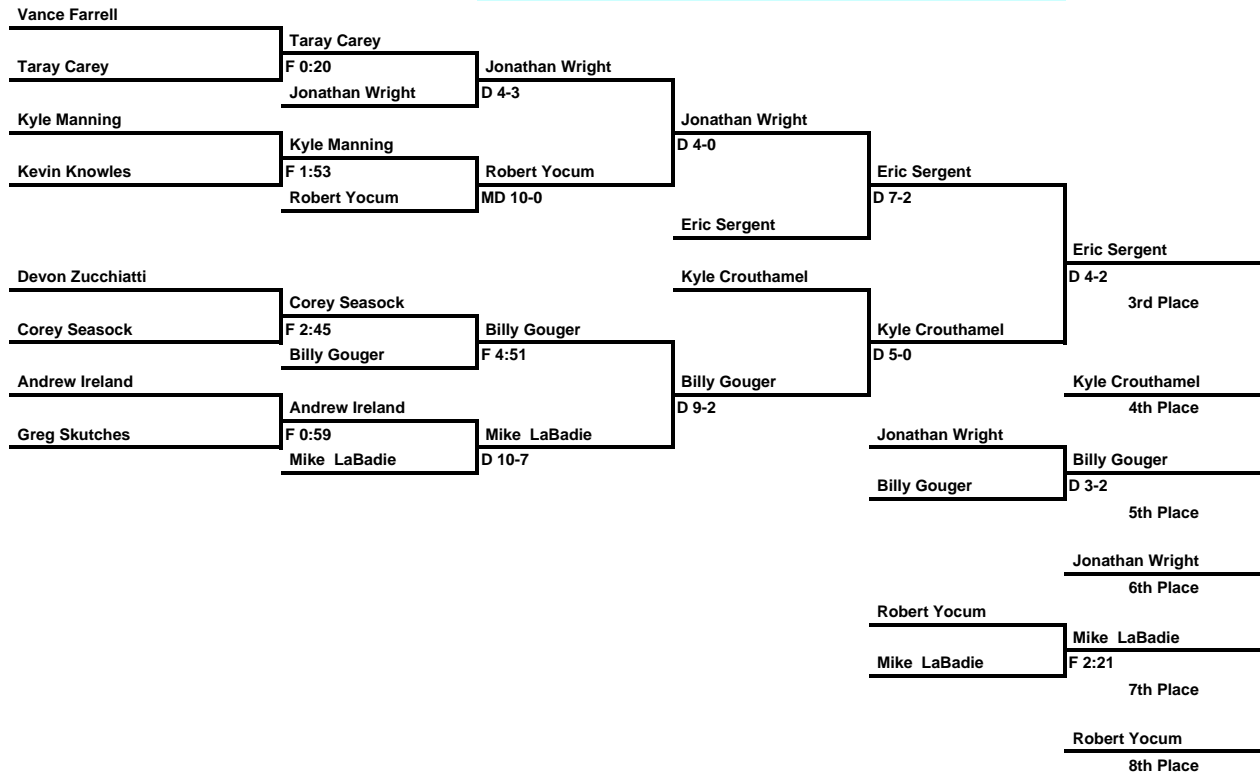 Vance Farrell
Taray Carey
Taray Carey
F 0:20
Jonathan Wright
Jonathan Wright
D 4-3
Kyle Manning
Jonathan Wright
D 4-0
Kyle Manning
Kevin Knowles
F 1:53
Robert Yocum
Eric Sergent
Robert Yocum
MD 10-0
D 7-2
Eric Sergent
Eric Sergent
Devon Zucchiatti
Kyle Crouthamel
D 4-2
Corey Seasock
3rd Place
Corey Seasock
F 2:45
Billy Gouger
Kyle Crouthamel
Billy Gouger
F 4:51
D 5-0
Andrew Ireland
Billy Gouger
Kyle Crouthamel
Andrew Ireland
D 9-2
4th Place
Greg Skutches
F 0:59
Mike LaBadie
Jonathan Wright
Mike LaBadie
D 10-7
Billy Gouger
Billy Gouger
D 3-2
5th Place
Jonathan Wright
6th Place
Robert Yocum
Mike LaBadie
Mike LaBadie
F 2:21
7th Place
Robert Yocum
8th Place